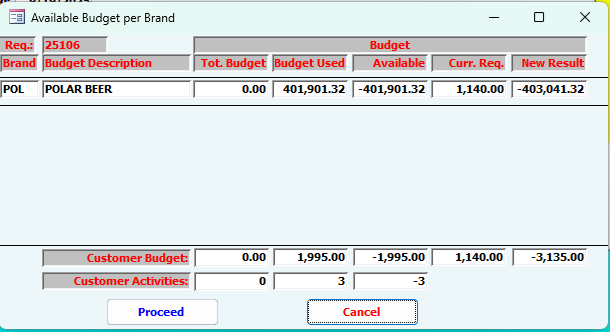 Available Budget per Brand
Req.: 25106 Budget
Brand Budget Description Tot. Budget Budget Used Available Curr. Req. New Result
POL POLAR BEER 0.00 401,901.32 -401,901.32 1,140.00 -403,041.32
Customer Budget: 0.00 1,995.00 -1,995.00 1,140.00 -3,135.00
Customer Activities: 0 3 -3
Proceed Cancel